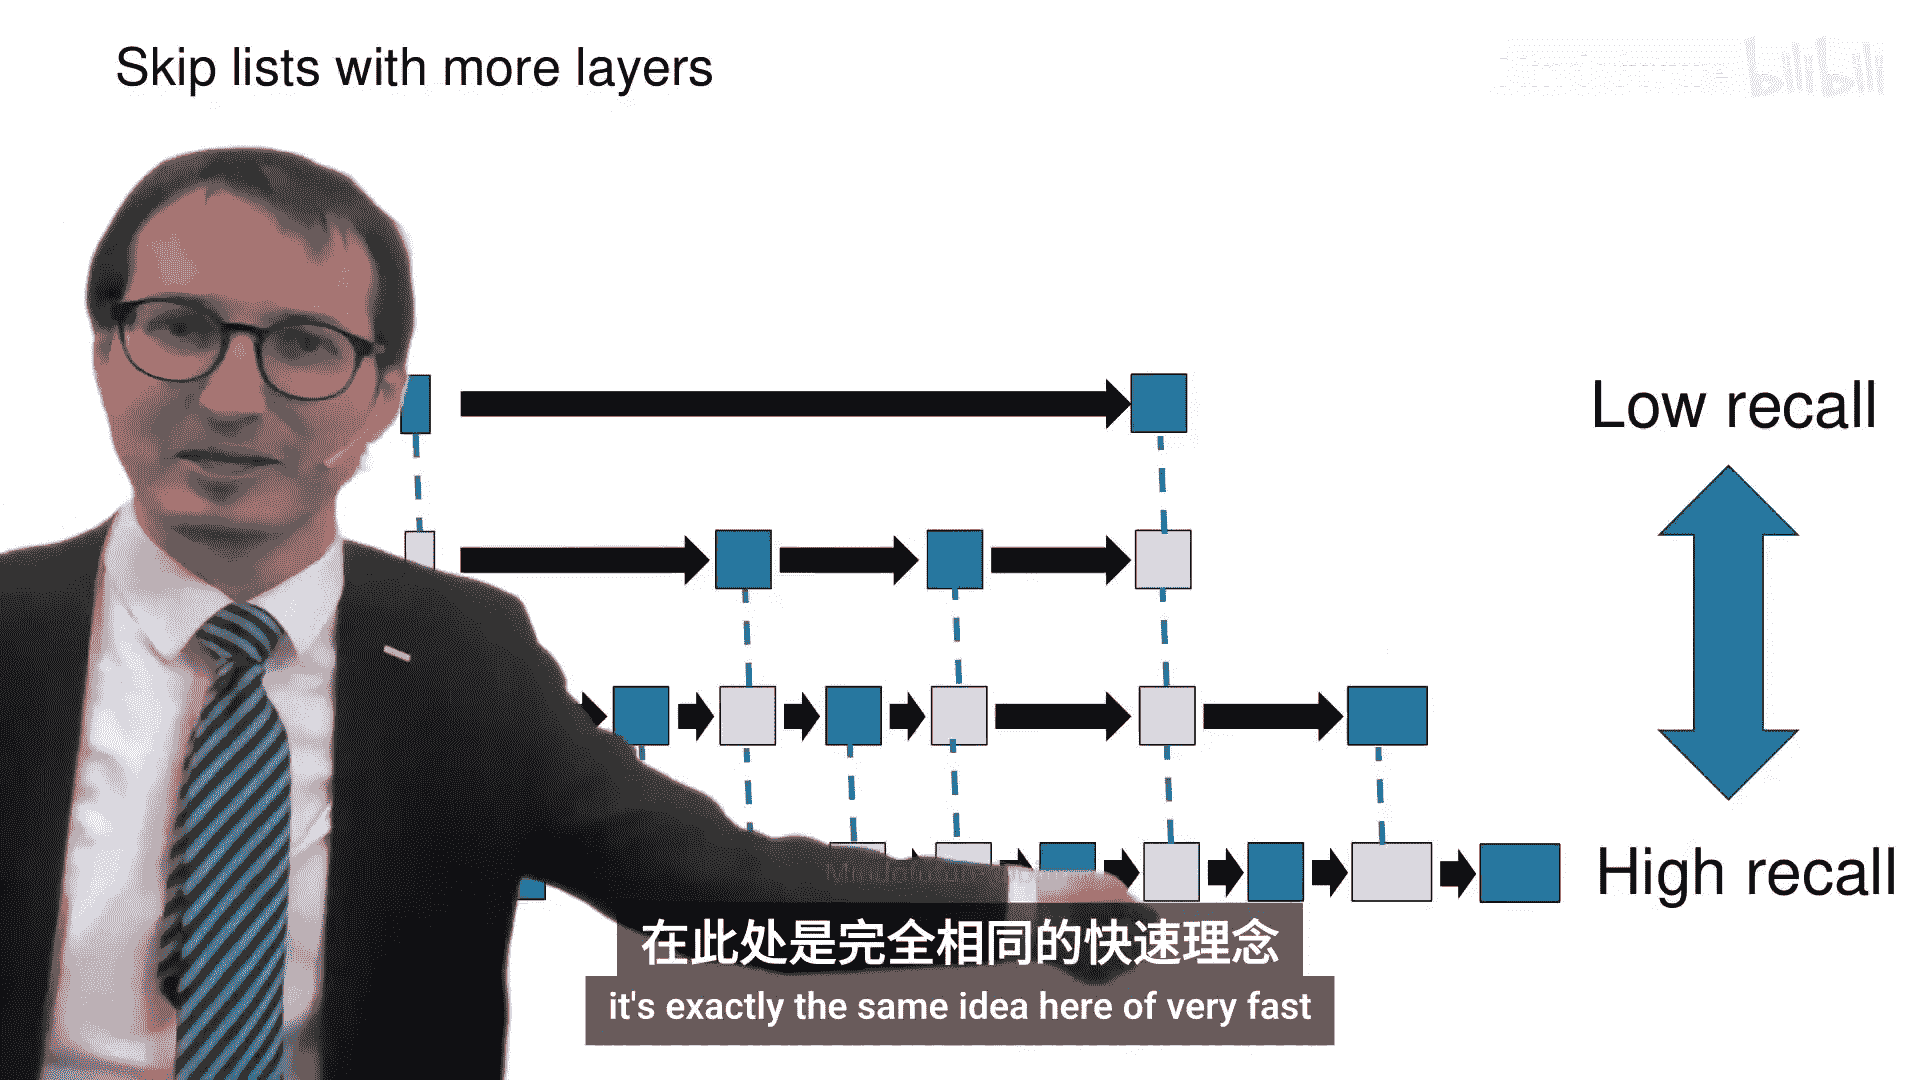 Skip lists with more layers
bilibili
Low recall
High recall
在此处是完全相同的快速理念
it's exactly the same idea here of very fast